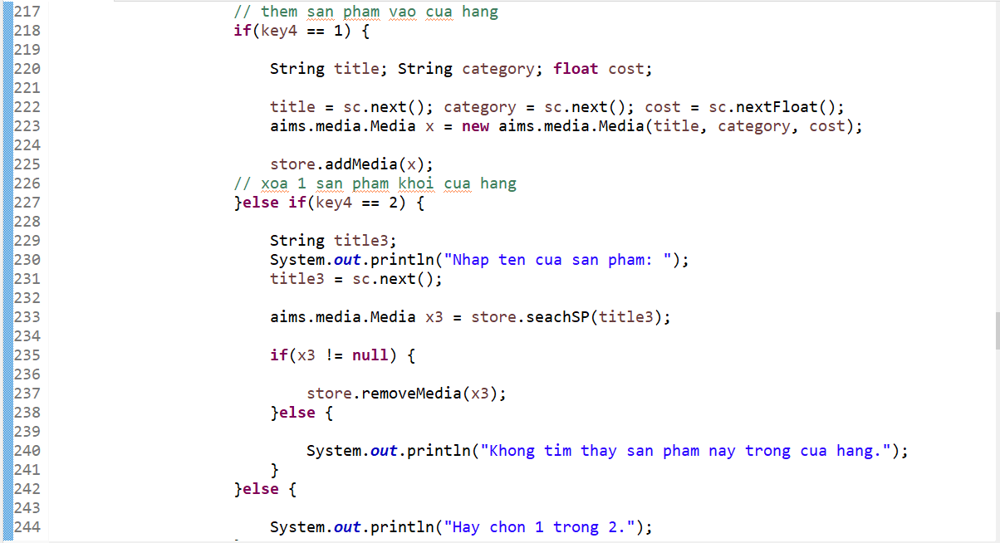 217 // them san pham vao cua hang
218 if(key4 == 1) {
219
220 String title; String category; float cost;
221
222 title = sc.next(); category = sc.next(); cost = sc.nextFloat();
223 aims.media.Media x = new aims.media.Media(title, category, cost);
224
225 store.addMedia(x);
226 // xoa 1 san pham khoi cua hang
227 }else if(key4 == 2) {
228
229 String title3;
230 System.out.println("Nhap ten cua san pham: ");
231 title3 = sc.next();
232
233 aims.media.Media x3 = store.seachSP(title3);
234
235 if(x3 != null) {
236
237 store.removeMedia(x3);
238 }else {
239
240 System.out.println("Khong tim thay san pham nay trong cua hang.");
241 }
242 }else {
243
244 System.out.println("Hay chon 1 trong 2.");